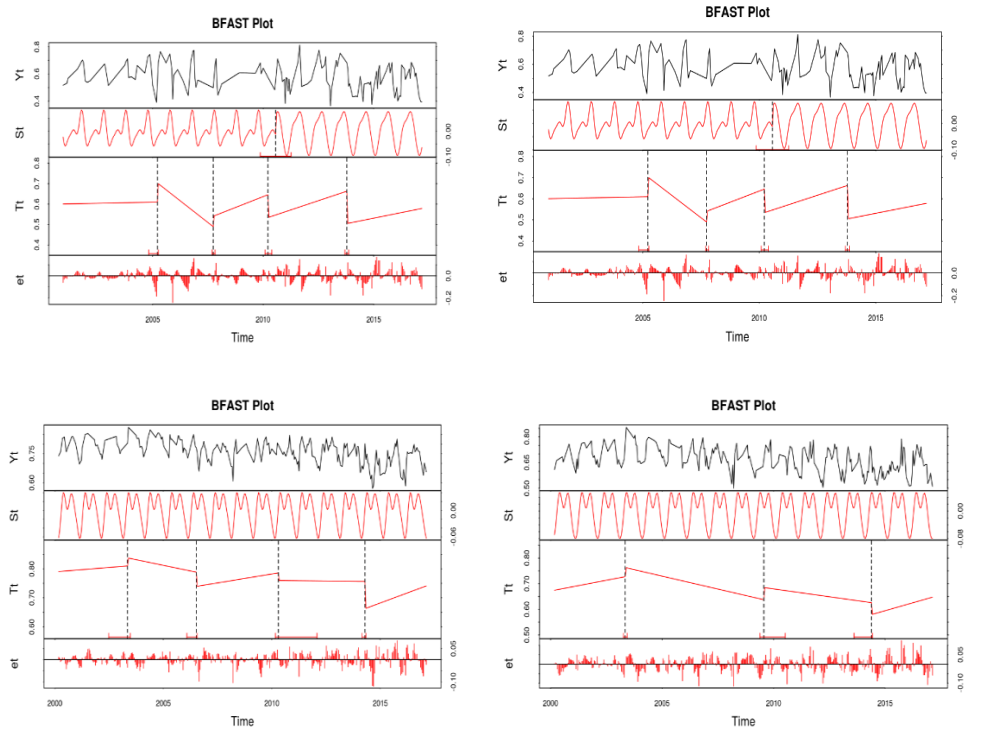 BFAST Plot
Yt
0.4 0.6 0.8
St
-0.10 0.00
Tt
0.4 0.5 0.6 0.7 0.8
et
-0.2 0.0
2005 2010 2015
Time
BFAST Plot
Yt
0.4 0.6 0.8
St
-0.10 0.00
Tt
0.4 0.5 0.6 0.7 0.8
et
-0.2 0.0
2005 2010 2015
Time
BFAST Plot
Yt
0.60 0.75
St
-0.06 0.00
Tt
0.60 0.70 0.80
et
-0.10 0.05
2000 2005 2010 2015
Time
BFAST Plot
Yt
0.50 0.65 0.80
St
-0.08 0.00
Tt
0.50 0.60 0.70 0.80
et
-0.10 0.05
2000 2005 2010 2015
Time